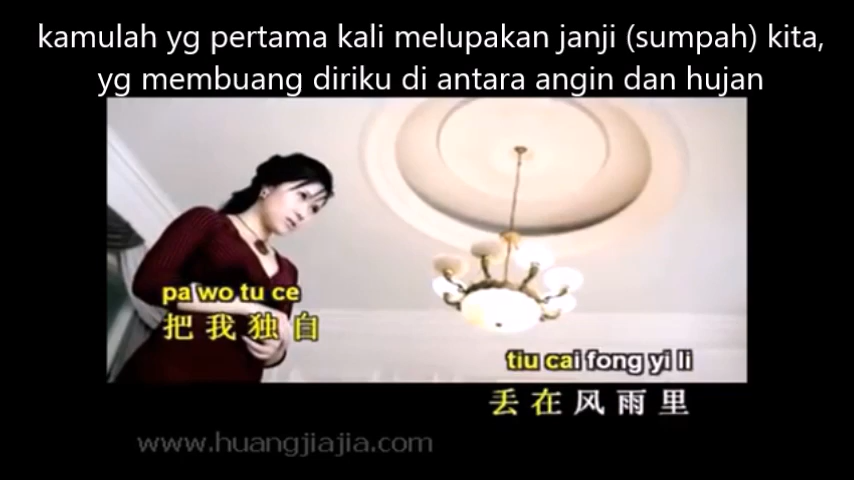 kamulah yg pertama kali melupakan janji (sumpah) kita,
yg membuang diriku di antara angin dan hujan
pa wo tu ce
把 我 独 自
tiu cai fong yi li
丢 在 风 雨 里
www.huangjiajia.com